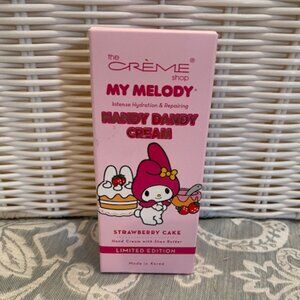 the
CRÈME®
shop
MY MELODY®
Intense Hydration & Repairing
HANDY DANDY
CREAM
STRAWBERRY CAKE
Hand Cream with Shea Butter
LIMITED EDITION
Made in Korea